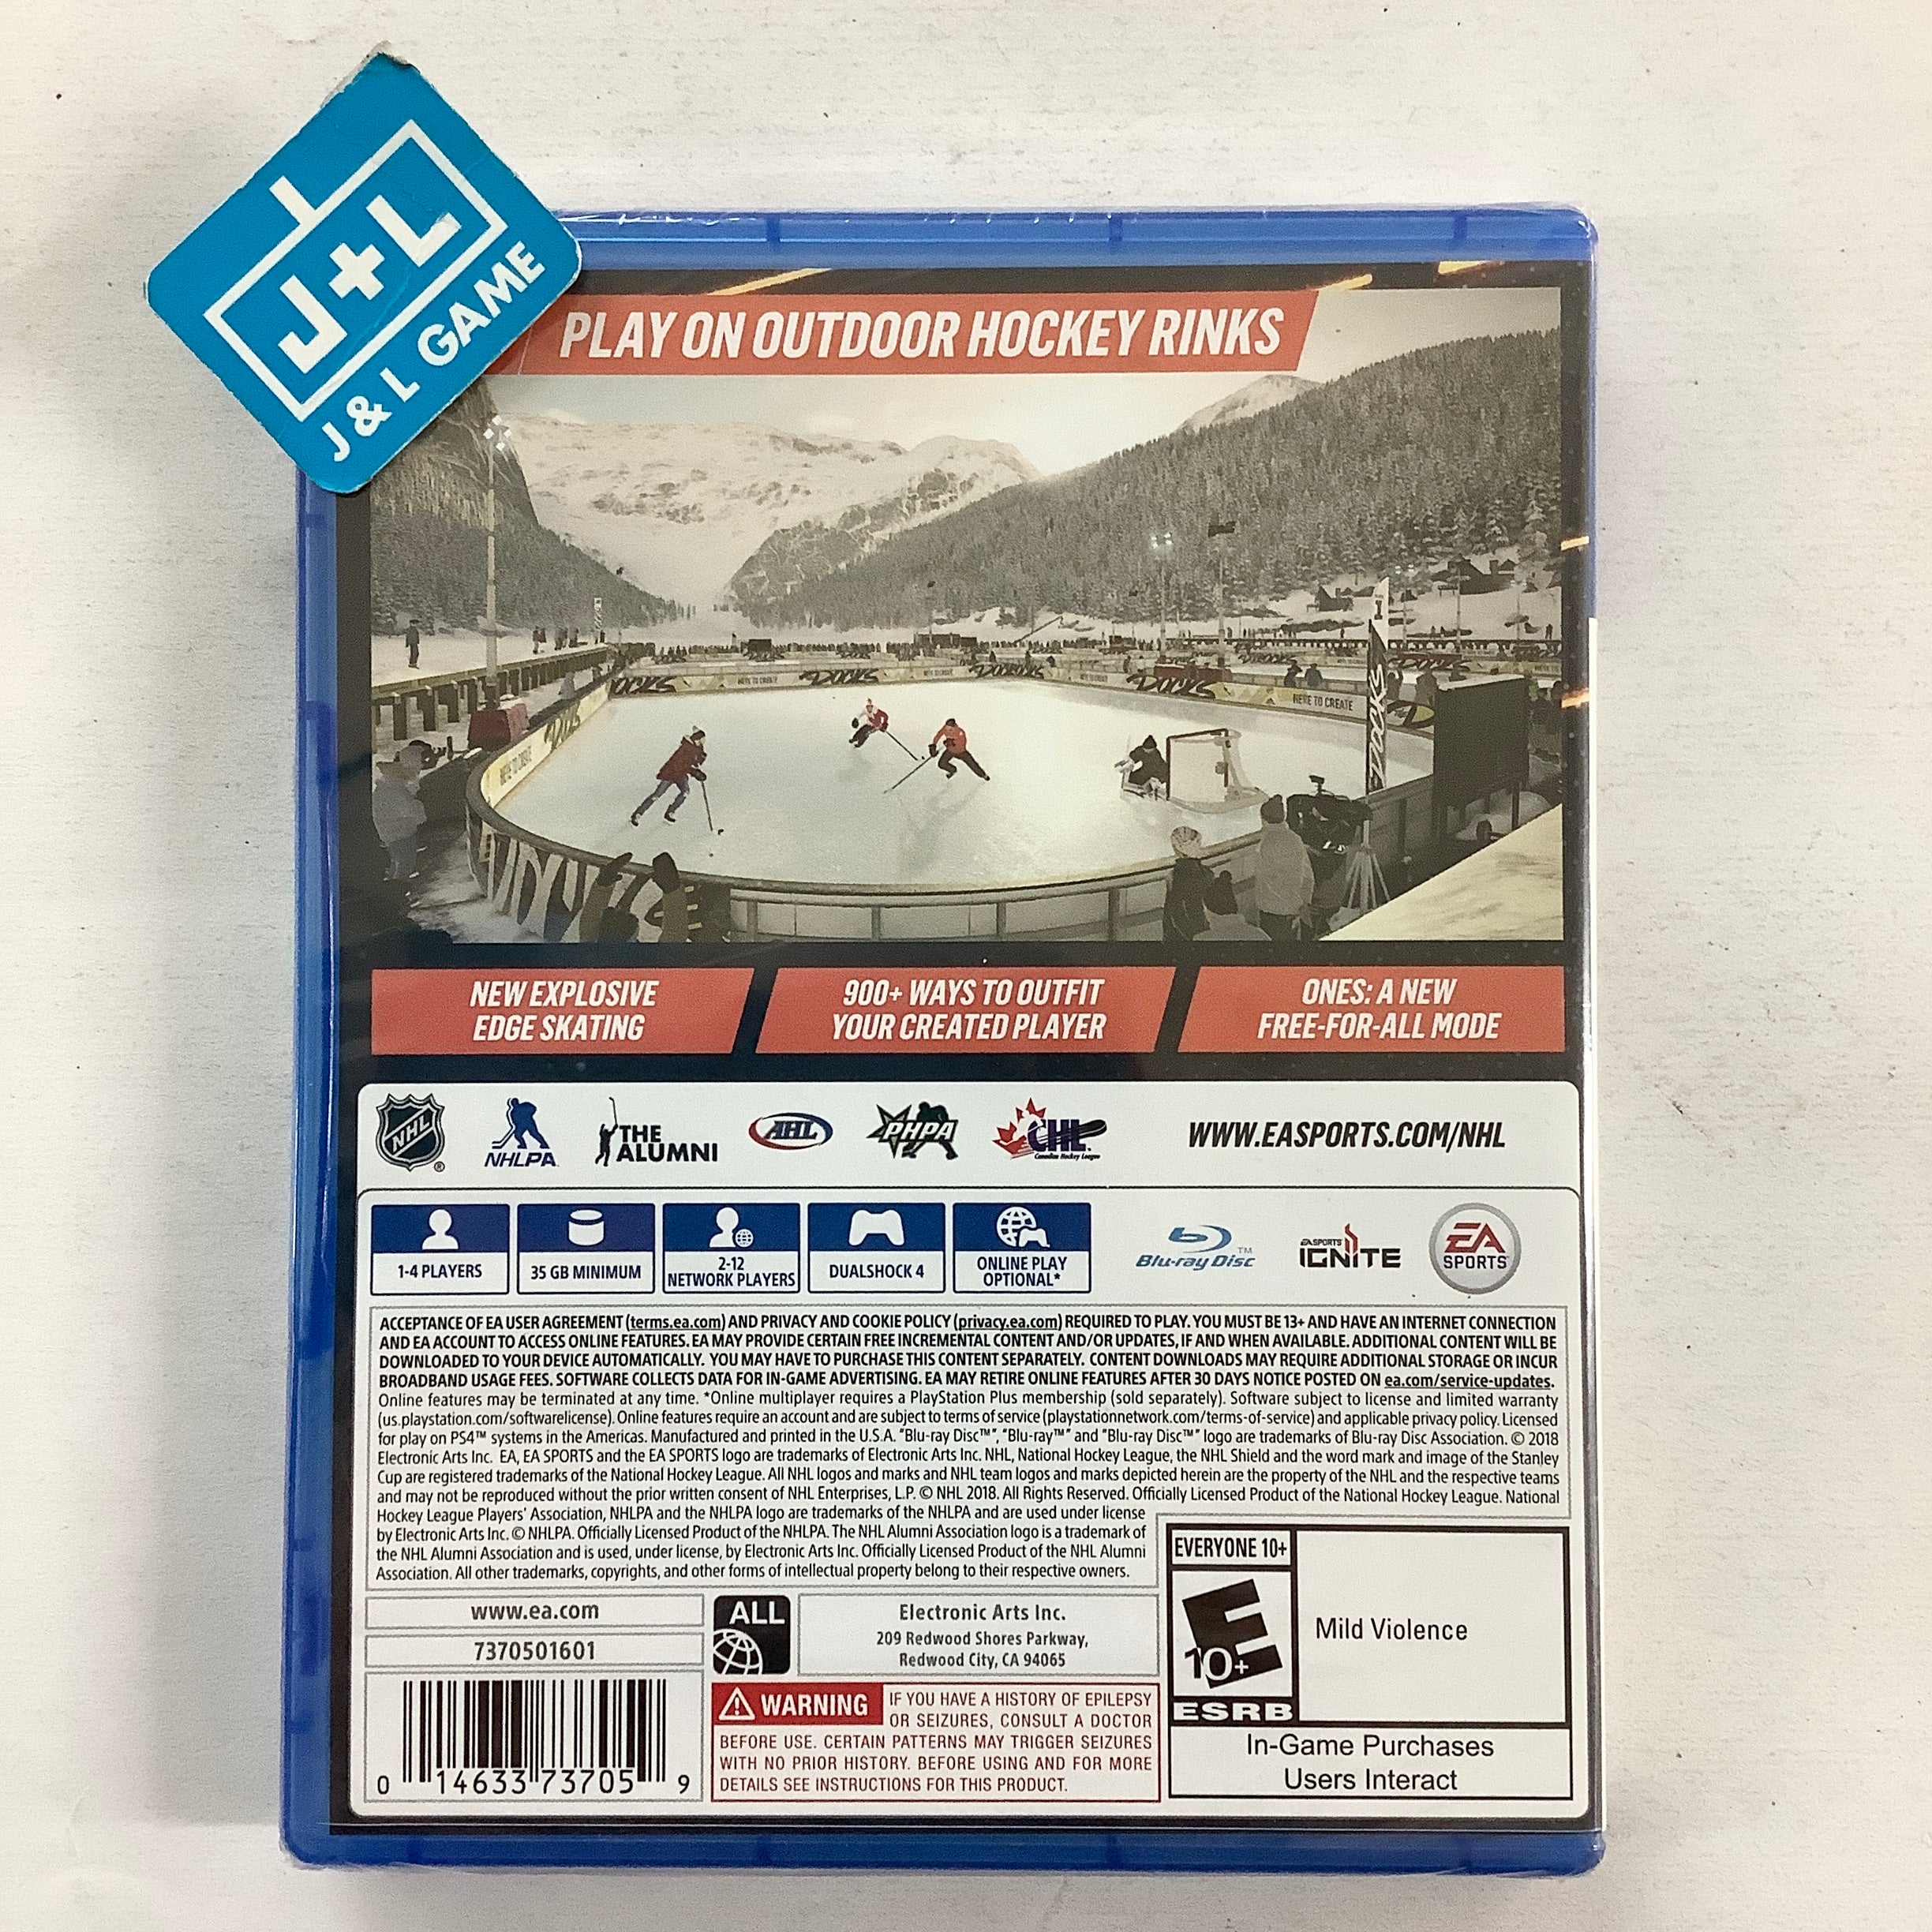 J+L
J & L GAME
PLAY ON OUTDOOR HOCKEY RINKS
DOCKS
HERE TO CREATE
DOCKS
DOCKS
HERE TO CREATE
DOCKS
NEW EXPLOSIVE
EDGE SKATING
900+ WAYS TO OUTFIT
YOUR CREATED PLAYER
ONES: A NEW
FREE-FOR-ALL MODE
NHL
NHLPA
THE
ALUMNI
AHL
PHPA
CHL
Canadian Hockey League
WWW.EASPORTS.COM/NHL
1-4 PLAYERS
35 GB MINIMUM
2-12
NETWORK PLAYERS
DUALSHOCK 4
ONLINE PLAY
OPTIONAL*
Blu-ray Disc™
EA SPORTS
IGNITE
EA
SPORTS™
ACCEPTANCE OF EA USER AGREEMENT (terms.ea.com) AND PRIVACY AND COOKIE POLICY (privacy.ea.com) REQUIRED TO PLAY. YOU MUST BE 13+ AND HAVE AN INTERNET CONNECTION
AND EA ACCOUNT TO ACCESS ONLINE FEATURES. EA MAY PROVIDE CERTAIN FREE INCREMENTAL CONTENT AND/OR UPDATES, IF AND WHEN AVAILABLE. ADDITIONAL CONTENT WILL BE
DOWNLOADED TO YOUR DEVICE AUTOMATICALLY. YOU MAY HAVE TO PURCHASE THIS CONTENT SEPARATELY. CONTENT DOWNLOADS MAY REQUIRE ADDITIONAL STORAGE OR INCUR
BROADBAND USAGE FEES. SOFTWARE COLLECTS DATA FOR IN-GAME ADVERTISING. EA MAY RETIRE ONLINE FEATURES AFTER 30 DAYS NOTICE POSTED ON ea.com/service-updates.
Online features may be terminated at any time. *Online multiplayer requires a PlayStation Plus membership (sold separately). Software subject to license and limited warranty
(us.playstation.com/softwarelicense). Online features require an account and are subject to terms of service (playstationnetwork.com/terms-of-service) and applicable privacy policy. Licensed
for play on PS4™ systems in the Americas. Manufactured and printed in the U.S.A. "Blu-ray Disc™", "Blu-ray™" and "Blu-ray Disc™" logo are trademarks of Blu-ray Disc Association. © 2018
Electronic Arts Inc. EA, EA SPORTS and the EA SPORTS logo are trademarks of Electronic Arts Inc. NHL, National Hockey League, the NHL Shield and the word mark and image of the Stanley
Cup are registered trademarks of the National Hockey League. All NHL logos and marks and NHL team logos and marks depicted herein are the property of the NHL and the respective teams
and may not be reproduced without the prior written consent of NHL Enterprises, L.P. © NHL 2018. All Rights Reserved. Officially Licensed Product of the National Hockey League. National
Hockey League Players' Association, NHLPA and the NHLPA logo are trademarks of the NHLPA and are used under license
by Electronic Arts Inc. © NHLPA. Officially Licensed Product of the NHLPA. The NHL Alumni Association logo is a trademark of
the NHL Alumni Association and is used, under license, by Electronic Arts Inc. Officially Licensed Product of the NHL Alumni
Association. All other trademarks, copyrights, and other forms of intellectual property belong to their respective owners.
www.ea.com
7370501601
0 14633 73705 9
ALL
Electronic Arts Inc.
209 Redwood Shores Parkway,
Redwood City, CA 94065
WARNING IF YOU HAVE A HISTORY OF EPILEPSY
OR SEIZURES, CONSULT A DOCTOR
BEFORE USE. CERTAIN PATTERNS MAY TRIGGER SEIZURES
WITH NO PRIOR HISTORY. BEFORE USING AND FOR MORE
DETAILS SEE INSTRUCTIONS FOR THIS PRODUCT.
EVERYONE 10+
E
10+
ESRB
Mild Violence
In-Game Purchases
Users Interact